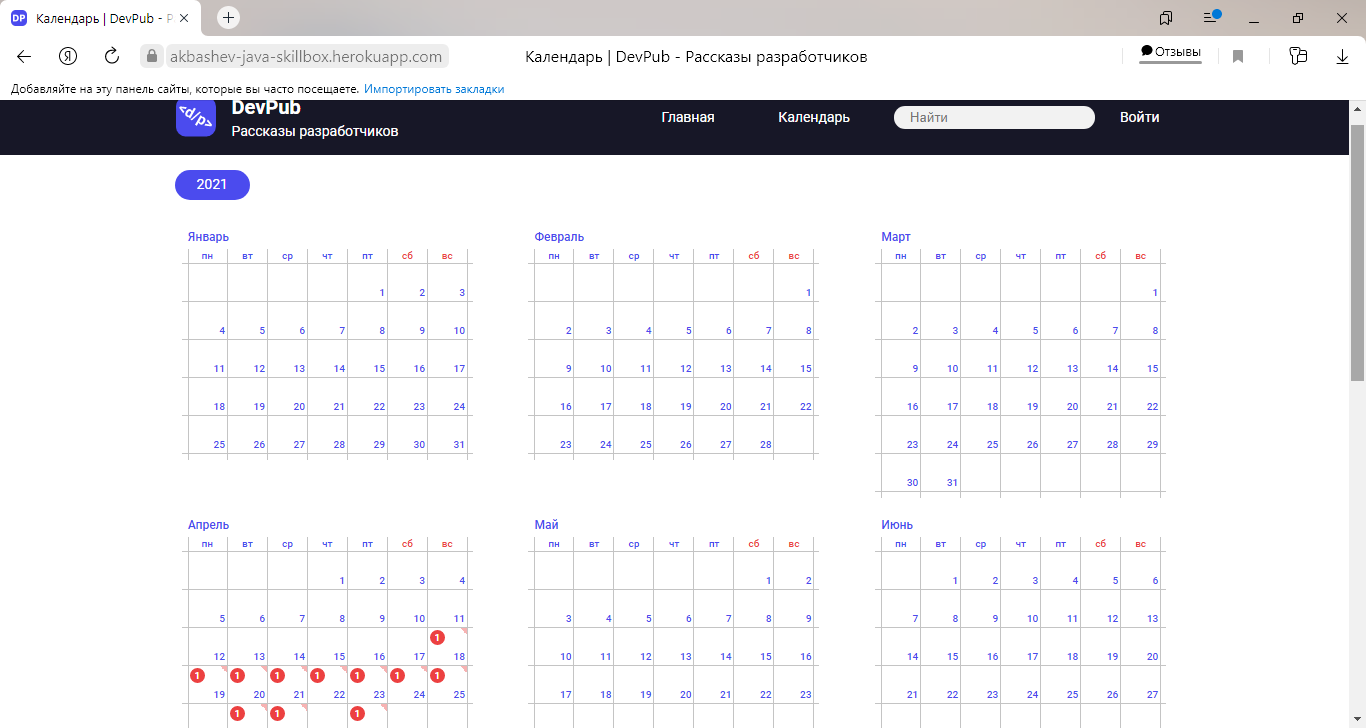 DP Календарь | DevPub - Р
akbashev-java-skillbox.herokuapp.com Календарь | DevPub - Рассказы разработчиков Отзывы
Добавляйте на эту панель сайты, которые вы часто посещаете. Импортировать закладки
<d/p> DevPub
Рассказы разработчиков
Главная Календарь Найти Войти
2021
Январь
пн вт ср чт пт сб вс
1 2 3
4 5 6 7 8 9 10
11 12 13 14 15 16 17
18 19 20 21 22 23 24
25 26 27 28 29 30 31
Февраль
пн вт ср чт пт сб вс
1
2 3 4 5 6 7 8
9 10 11 12 13 14 15
16 17 18 19 20 21 22
23 24 25 26 27 28
Март
пн вт ср чт пт сб вс
1
2 3 4 5 6 7 8
9 10 11 12 13 14 15
16 17 18 19 20 21 22
23 24 25 26 27 28 29
30 31
Апрель
пн вт ср чт пт сб вс
1 2 3 4
5 6 7 8 9 10 11
1
12 13 14 15 16 17 18
1 1 1 1 1 1 1
19 20 21 22 23 24 25
1 1 1
Май
пн вт ср чт пт сб вс
1 2
3 4 5 6 7 8 9
10 11 12 13 14 15 16
17 18 19 20 21 22 23
Июнь
пн вт ср чт пт сб вс
1 2 3 4 5 6
7 8 9 10 11 12 13
14 15 16 17 18 19 20
21 22 23 24 25 26 27